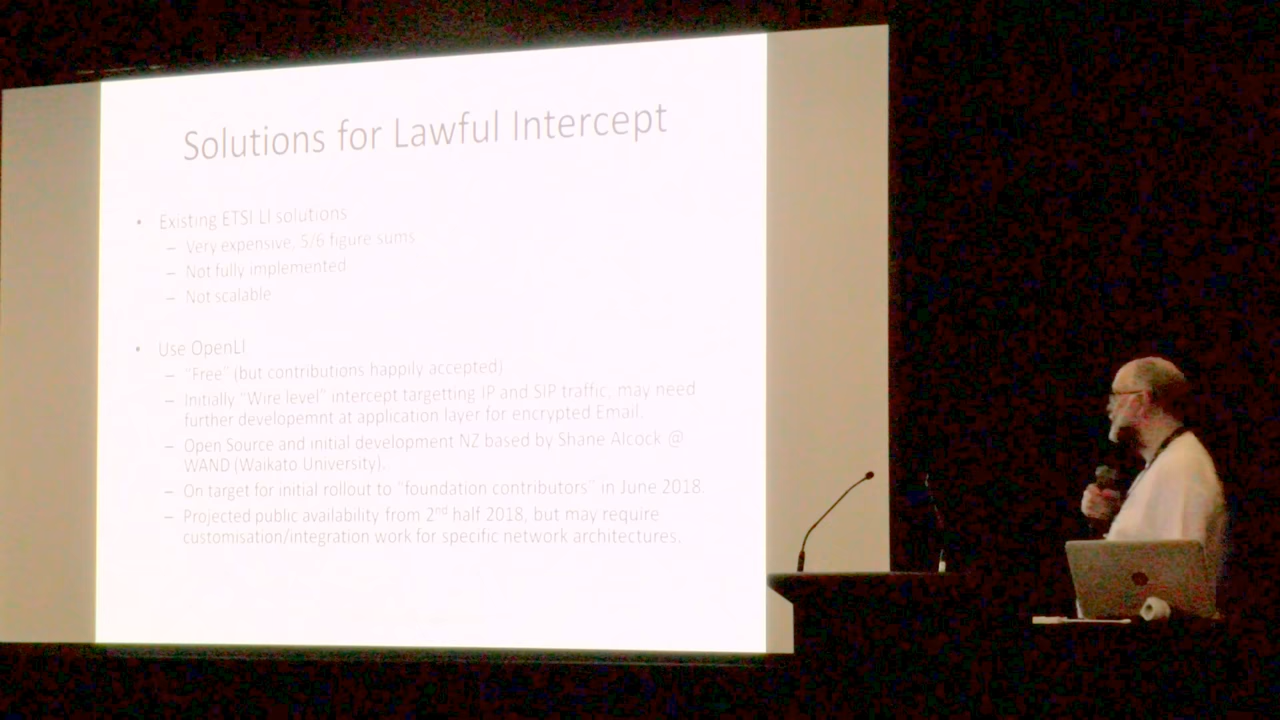 Solutions for Lawful Intercept
• Existing ETSI LI solutions
– Very expensive, 5/6 figure sums
– Not fully implemented
– Not scalable
• Use OpenLI
– "Free" (but contributions happily accepted)
– Initially "Wire level" intercept targetting IP and SIP traffic, may need
further developemnt at application layer for encrypted Email.
– Open Source and initial development NZ based by Shane Alcock @
WAND (Waikato University).
– On target for initial rollout to "foundation contributors" in June 2018.
– Projected public availability from 2nd half 2018, but may require
customisation/integration work for specific network architectures.